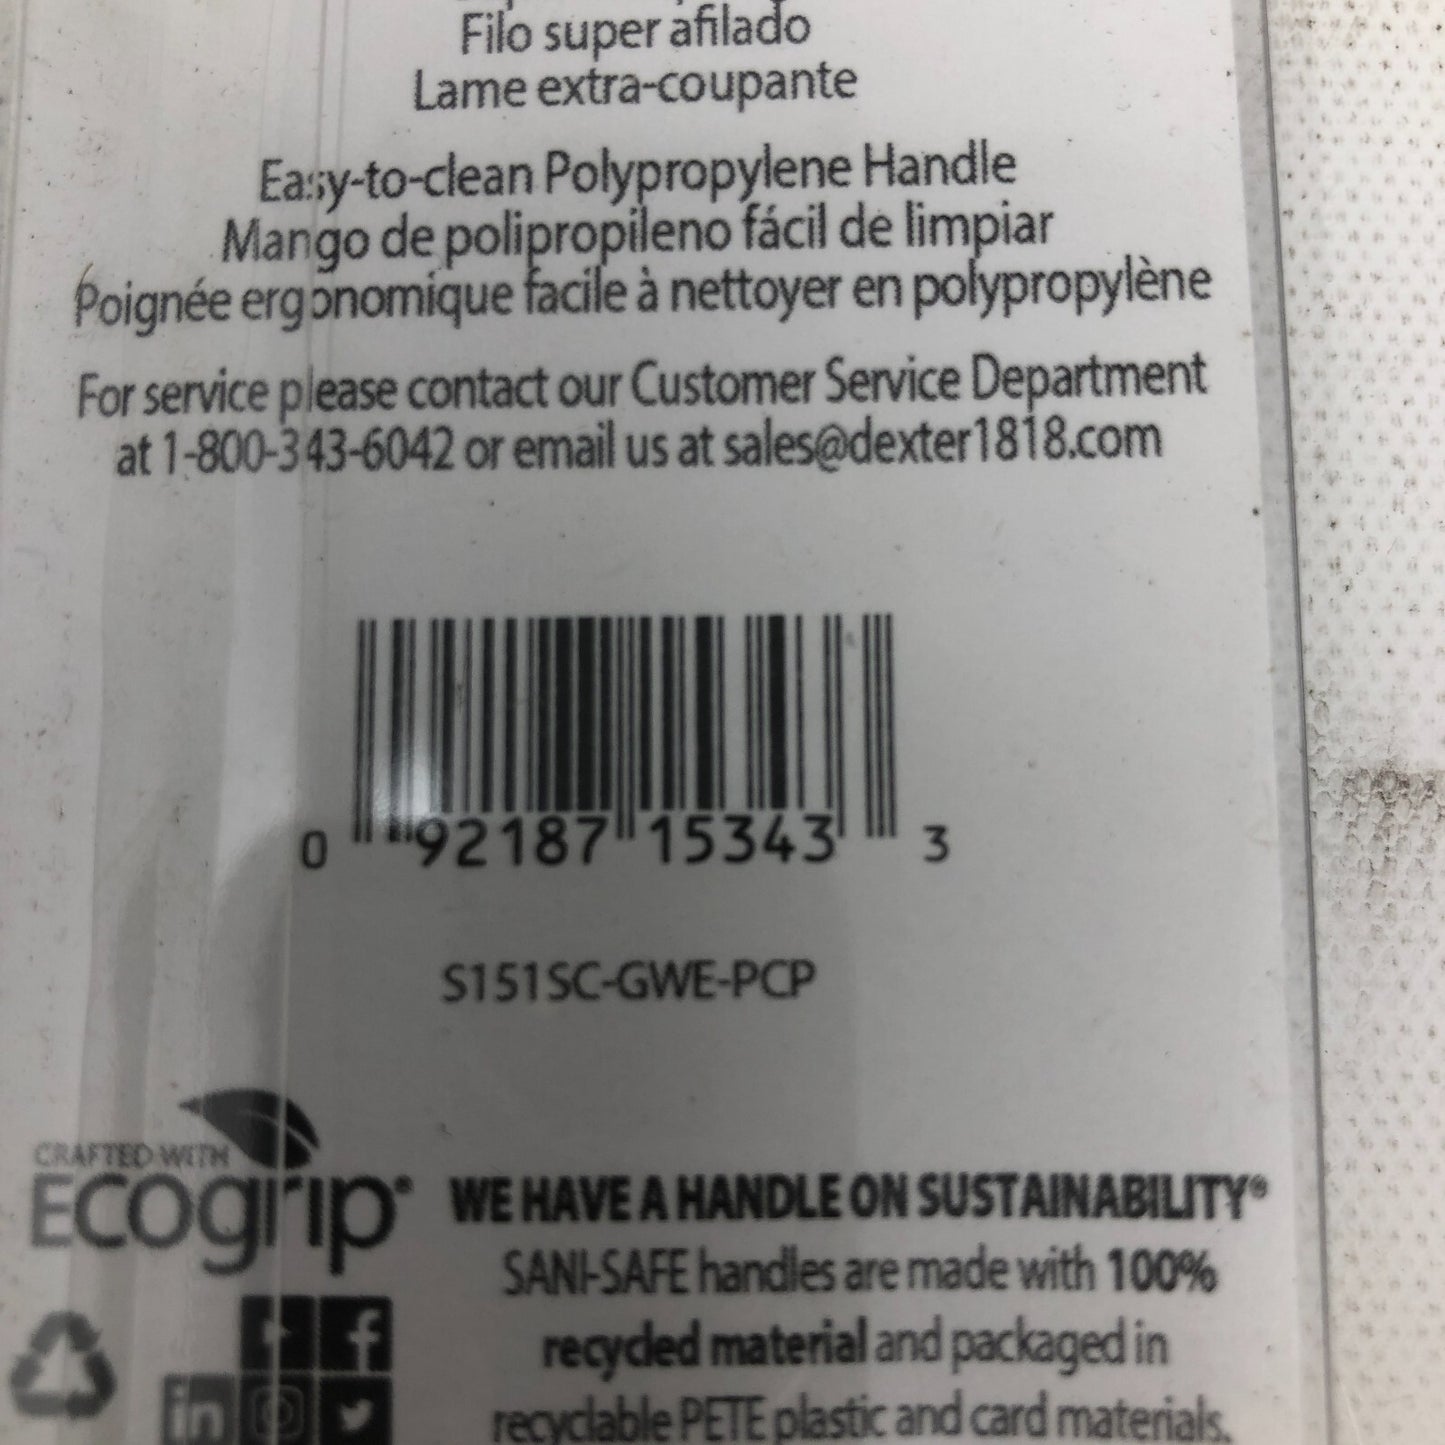 Filo super afilado
Lame extra-coupante
Easy-to-clean Polypropylene Handle
Mango de polipropileno fácil de limpiar
Poignée ergonomique facile à nettoyer en polypropylène
For service please contact our Customer Service Department
at 1-800-343-6042 or email us at sales@dexter1818.com
0 92187 15343 3
S151SC-GWE-PCP
CRAFTED WITH
ECOgrip®
WE HAVE A HANDLE ON SUSTAINABILITY®
SANI-SAFE handles are made with 100%
recycled material and packaged in
recyclable PETE plastic and card materials.
f
in